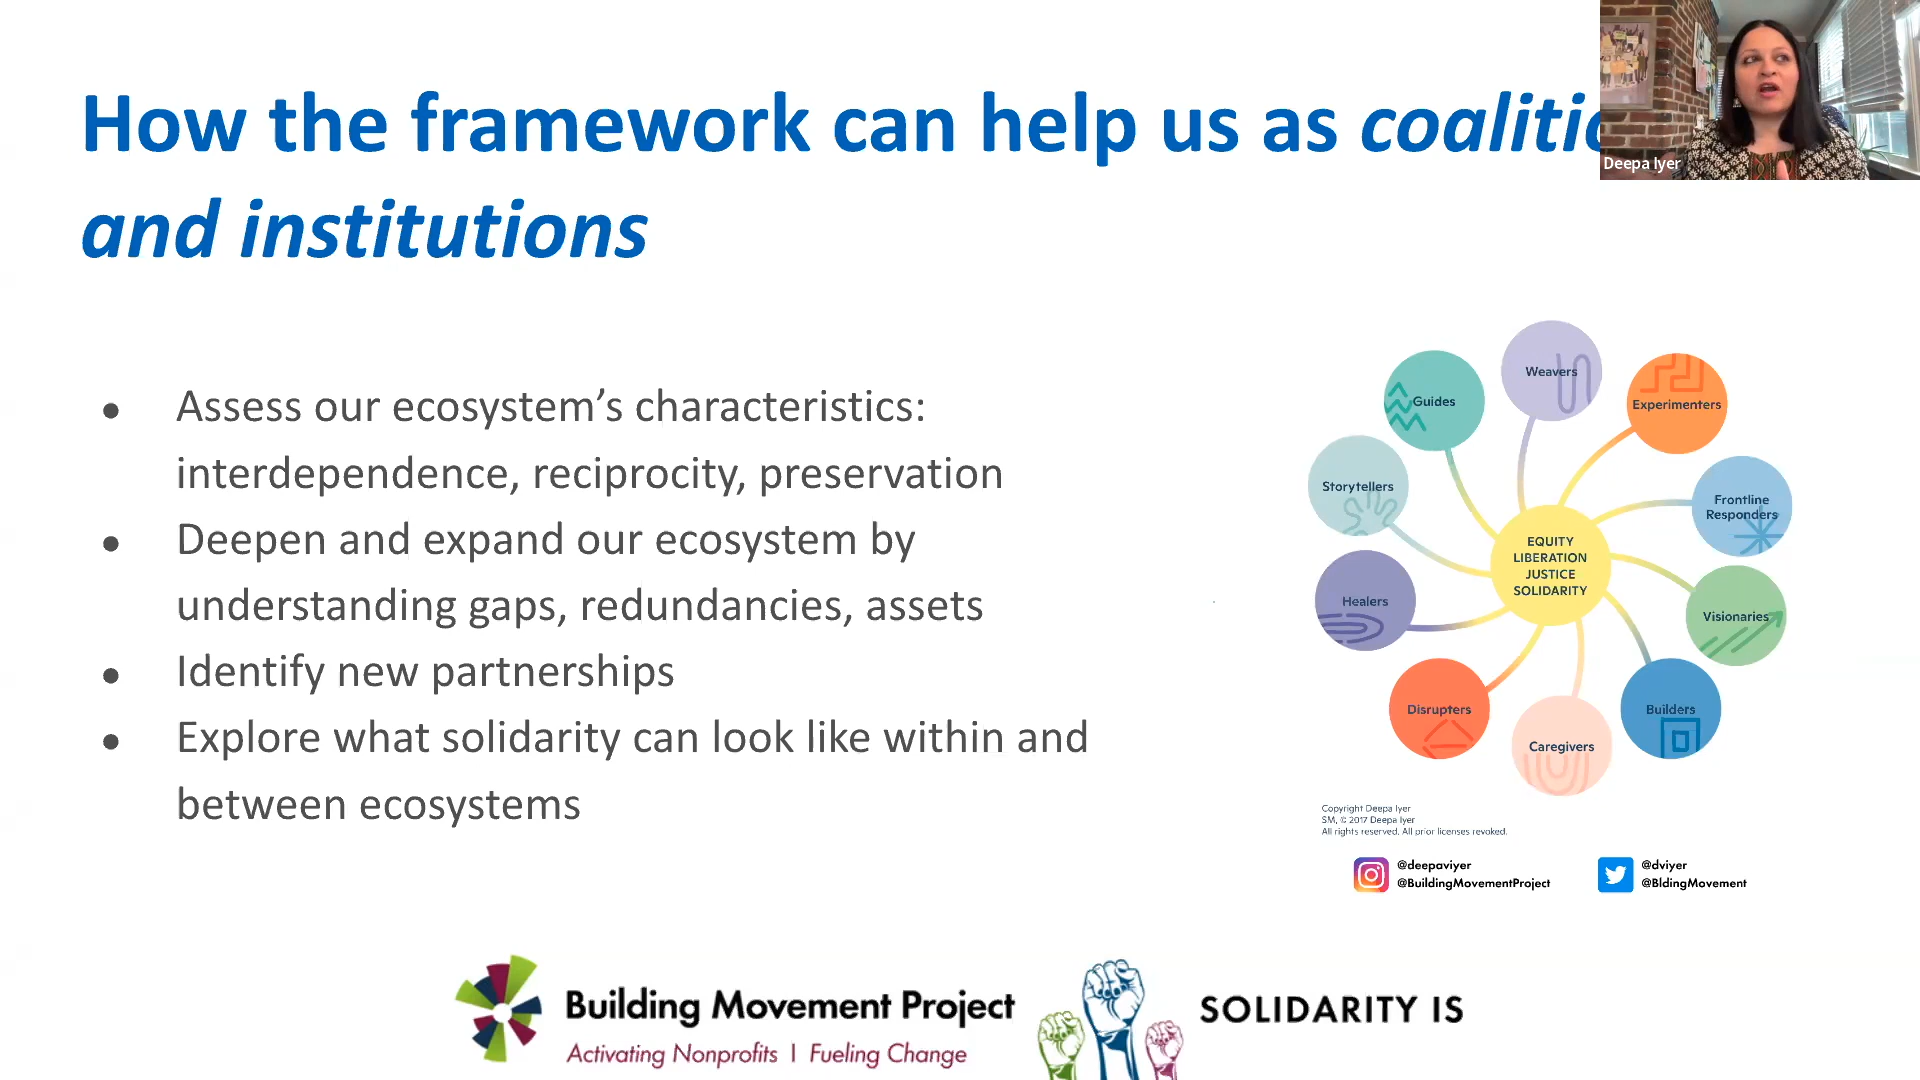 How the framework can help us as
and institutions
Deepa Iyer
● Assess our ecosystem’s characteristics:
interdependence, reciprocity, preservation
● Deepen and expand our ecosystem by
understanding gaps, redundancies, assets
● Identify new partnerships
● Explore what solidarity can look like within and
between ecosystems
Weavers
Guides
Experimenters
Storytellers
Frontline
Responders
EQUITY
LIBERATION
JUSTICE
SOLIDARITY
Healers
Visionaries
Disrupters
Builders
Caregivers
Copyright Deepa Iyer
SM, © 2017 Deepa Iyer
All rights reserved. All prior licenses revoked.
@deepaviyer
@BuildingMovementProject
@dviyer
@BldingMovement
Building Movement Project
Activating Nonprofits | Fueling Change
SOLIDARITY IS